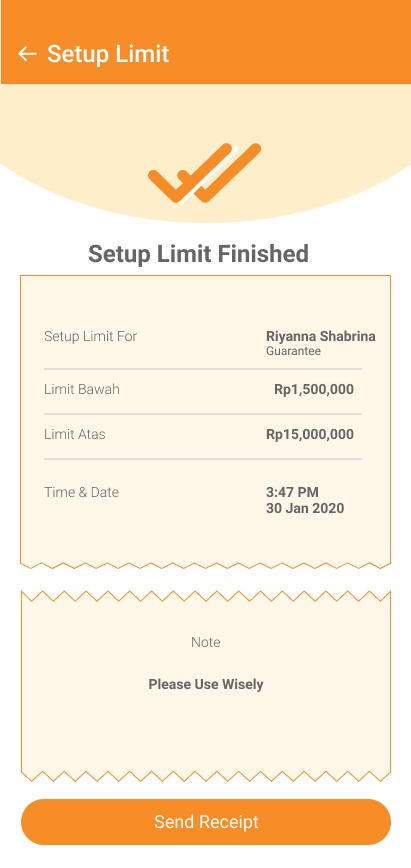 Setup Limit
Setup Limit Finished
Setup Limit For
Riyanna Shabrina
Guarantee
Limit Bawah
Rp1,500,000
Limit Atas
Rp15,000,000
Time & Date
3:47 PM
30 Jan 2020
Note
Please Use Wisely
Send Receipt